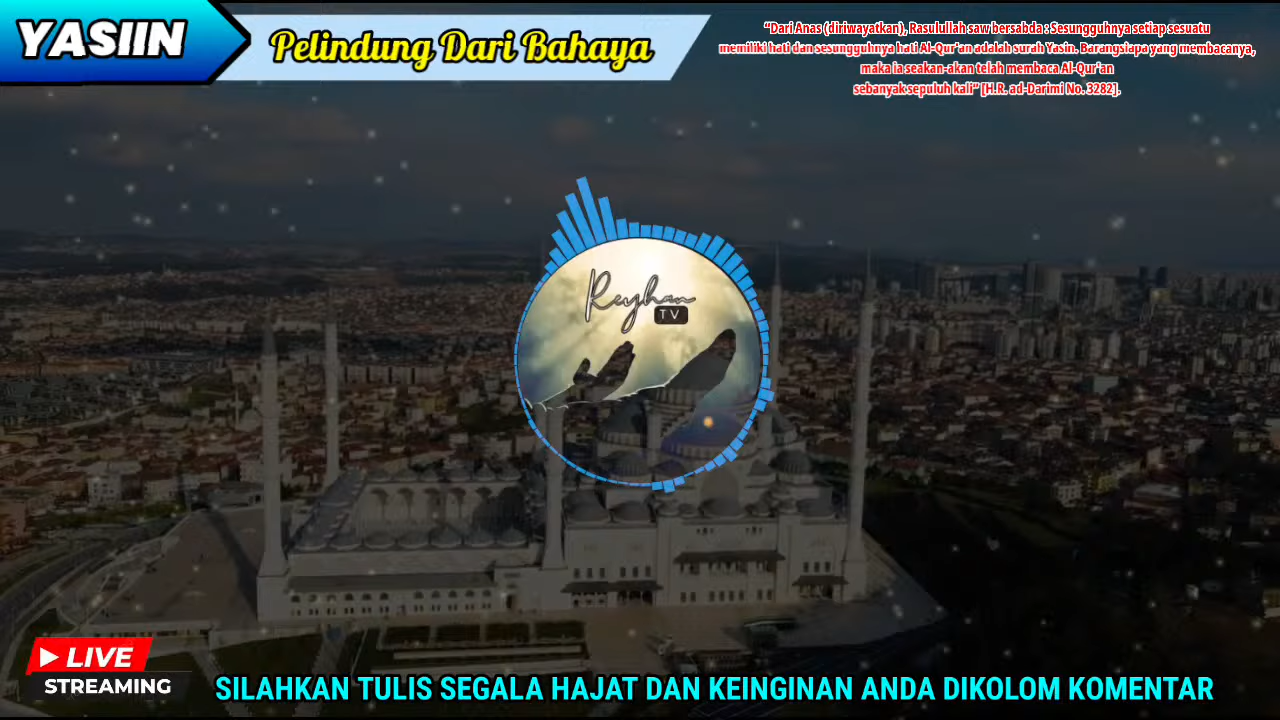 YASIIN
Pelindung Dari Bahaya
“Dari Anas (diriwayatkan), Rasulullah saw bersabda : Sesungguhnya setiap sesuatu
memiliki hati dan sesungguhnya hati Al-Qur'an adalah surah Yasin. Barangsiapa yang membacanya,
maka ia seakan-akan telah membaca Al-Qur'an
sebanyak sepuluh kali” [H.R. ad-Darimi No. 3282].
Reyhan
TV
LIVE
STREAMING
SILAHKAN TULIS SEGALA HAJAT DAN KEINGINAN ANDA DIKOLOM KOMENTAR